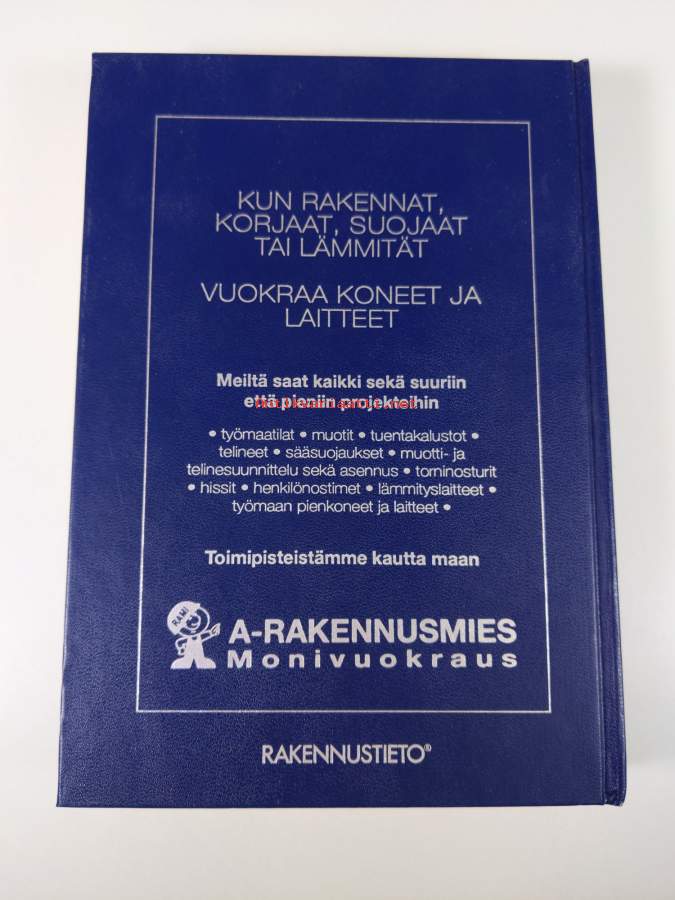 KUN RAKENNAT,
KORJAAT, SUOJAAT
TAI LÄMMITÄT
VUOKRAA KONEET JA
LAITTEET
Meiltä saat kaikki sekä suuriin
että pieniin projekteihin
• työmaatilat • muotit • tuentakalustot •
telineet • sääsuojaukset • muotti- ja
telinesuunnittelu sekä asennus • torninosturit
• hissit • henkilönostimet • lämmityslaitteet •
työmaan pienkoneet ja laitteet •
Toimipisteistämme kautta maan
RAMI
A-RAKENNUSMIES
Monivuokraus
RAKENNUSTIETO®